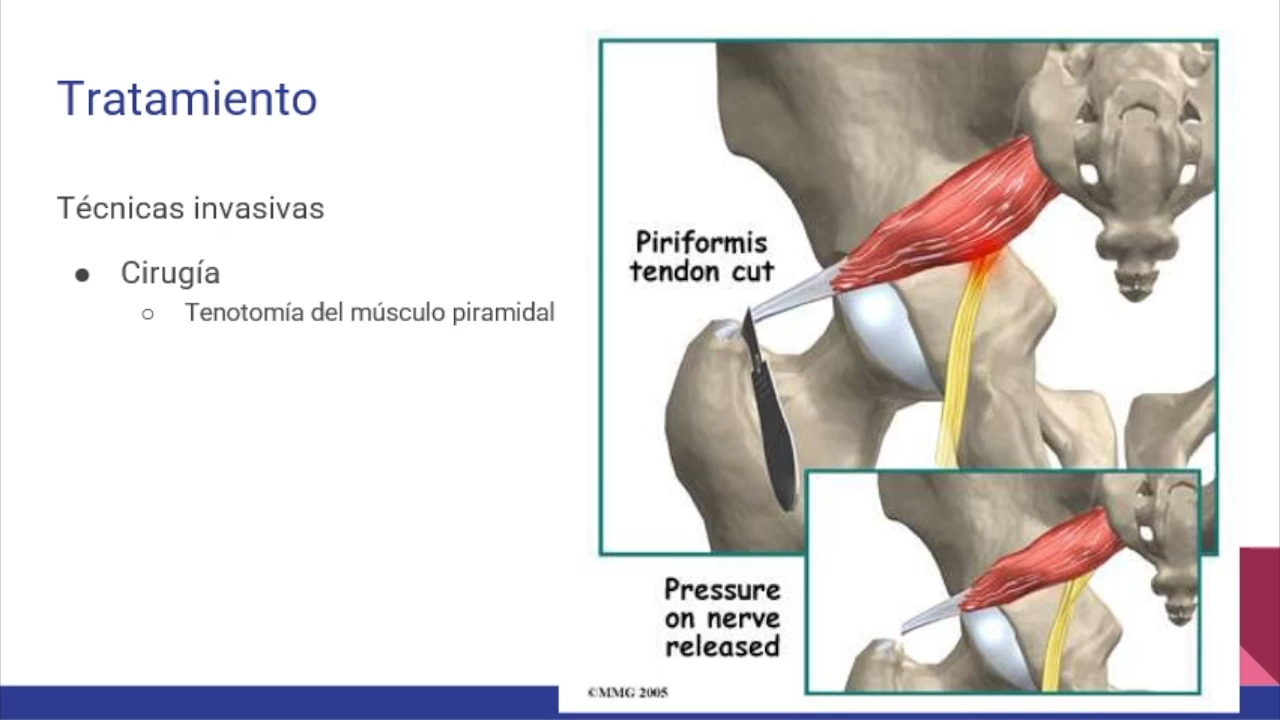 Tratamiento
Técnicas invasivas
● Cirugía
○ Tenotomía del músculo piramidal
Piriformis
tendon cut
Pressure
on nerve
released
©MMG 2005